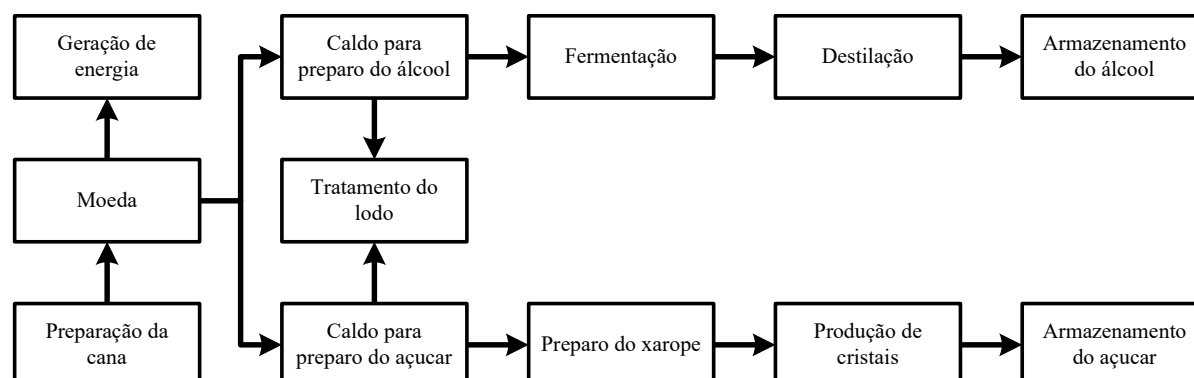 Geração de
energia
Caldo para
preparo do álcool
Fermentação
Destilação
Armazenamento
do álcool
Moeda
Tratamento do
lodo
Preparação da
cana
Caldo para
preparo do açucar
Preparo do xarope
Produção de
cristais
Armazenamento
do açucar